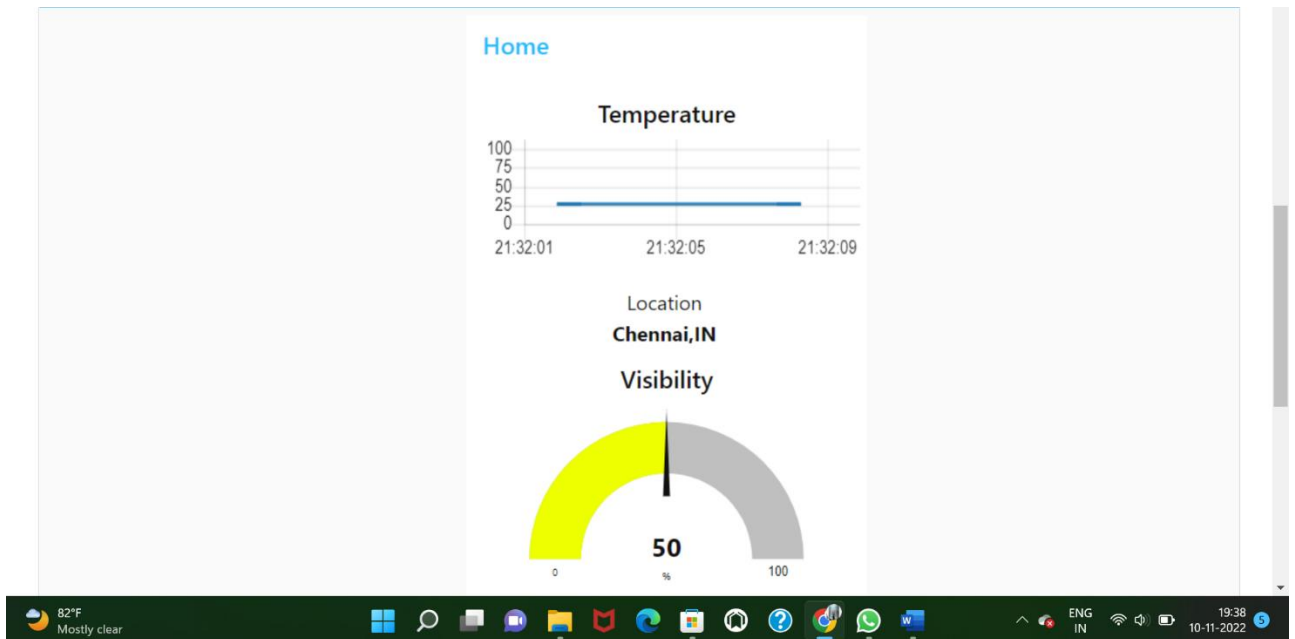 Home
Temperature
100
75
50
25
0
21:32:01 21:32:05 21:32:09
Location
Chennai,IN
Visibility
50
0 % 100
82°F
Mostly clear
ENG
IN
19:38
10-11-2022
5
W
?